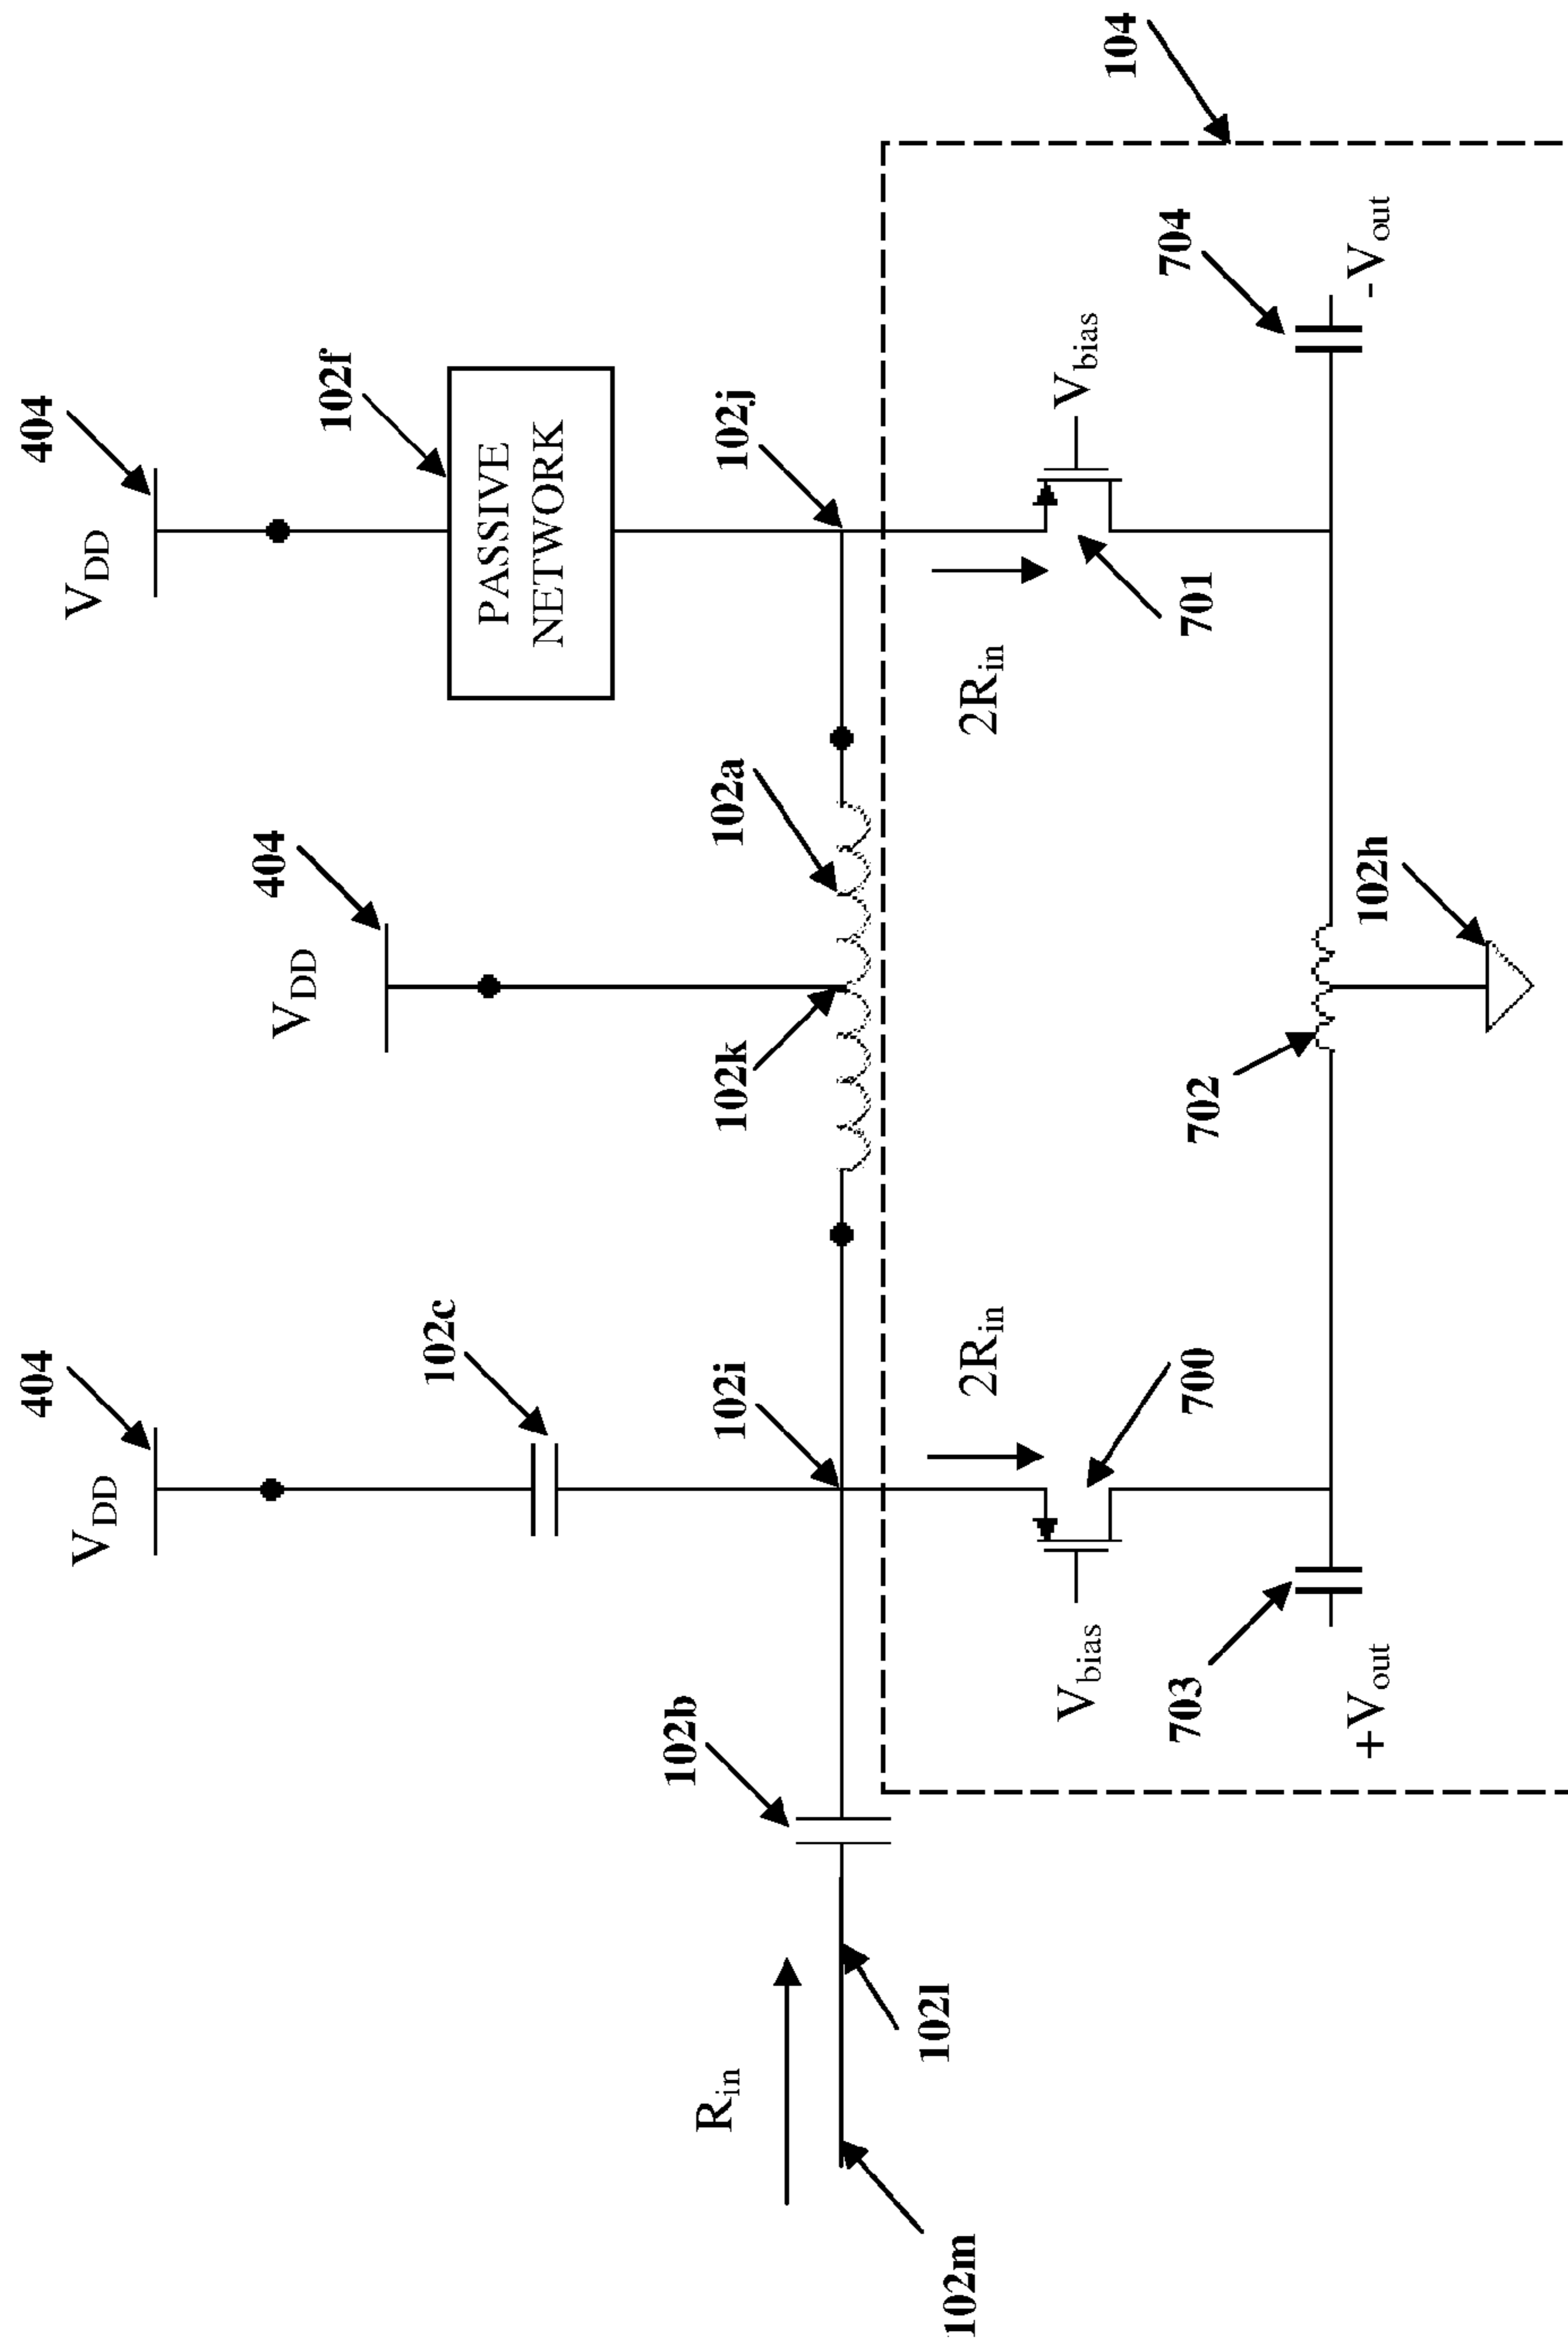 404
V_DD
404
V_DD
404
V_DD
102c
102f
PASSIVE
NETWORK
102b
102i
102k
102a
102j
R_in
102m
102l
2R_in
2R_in
104
V_bias
700
701
V_bias
703
702
704
+V_out
102h
-V_out